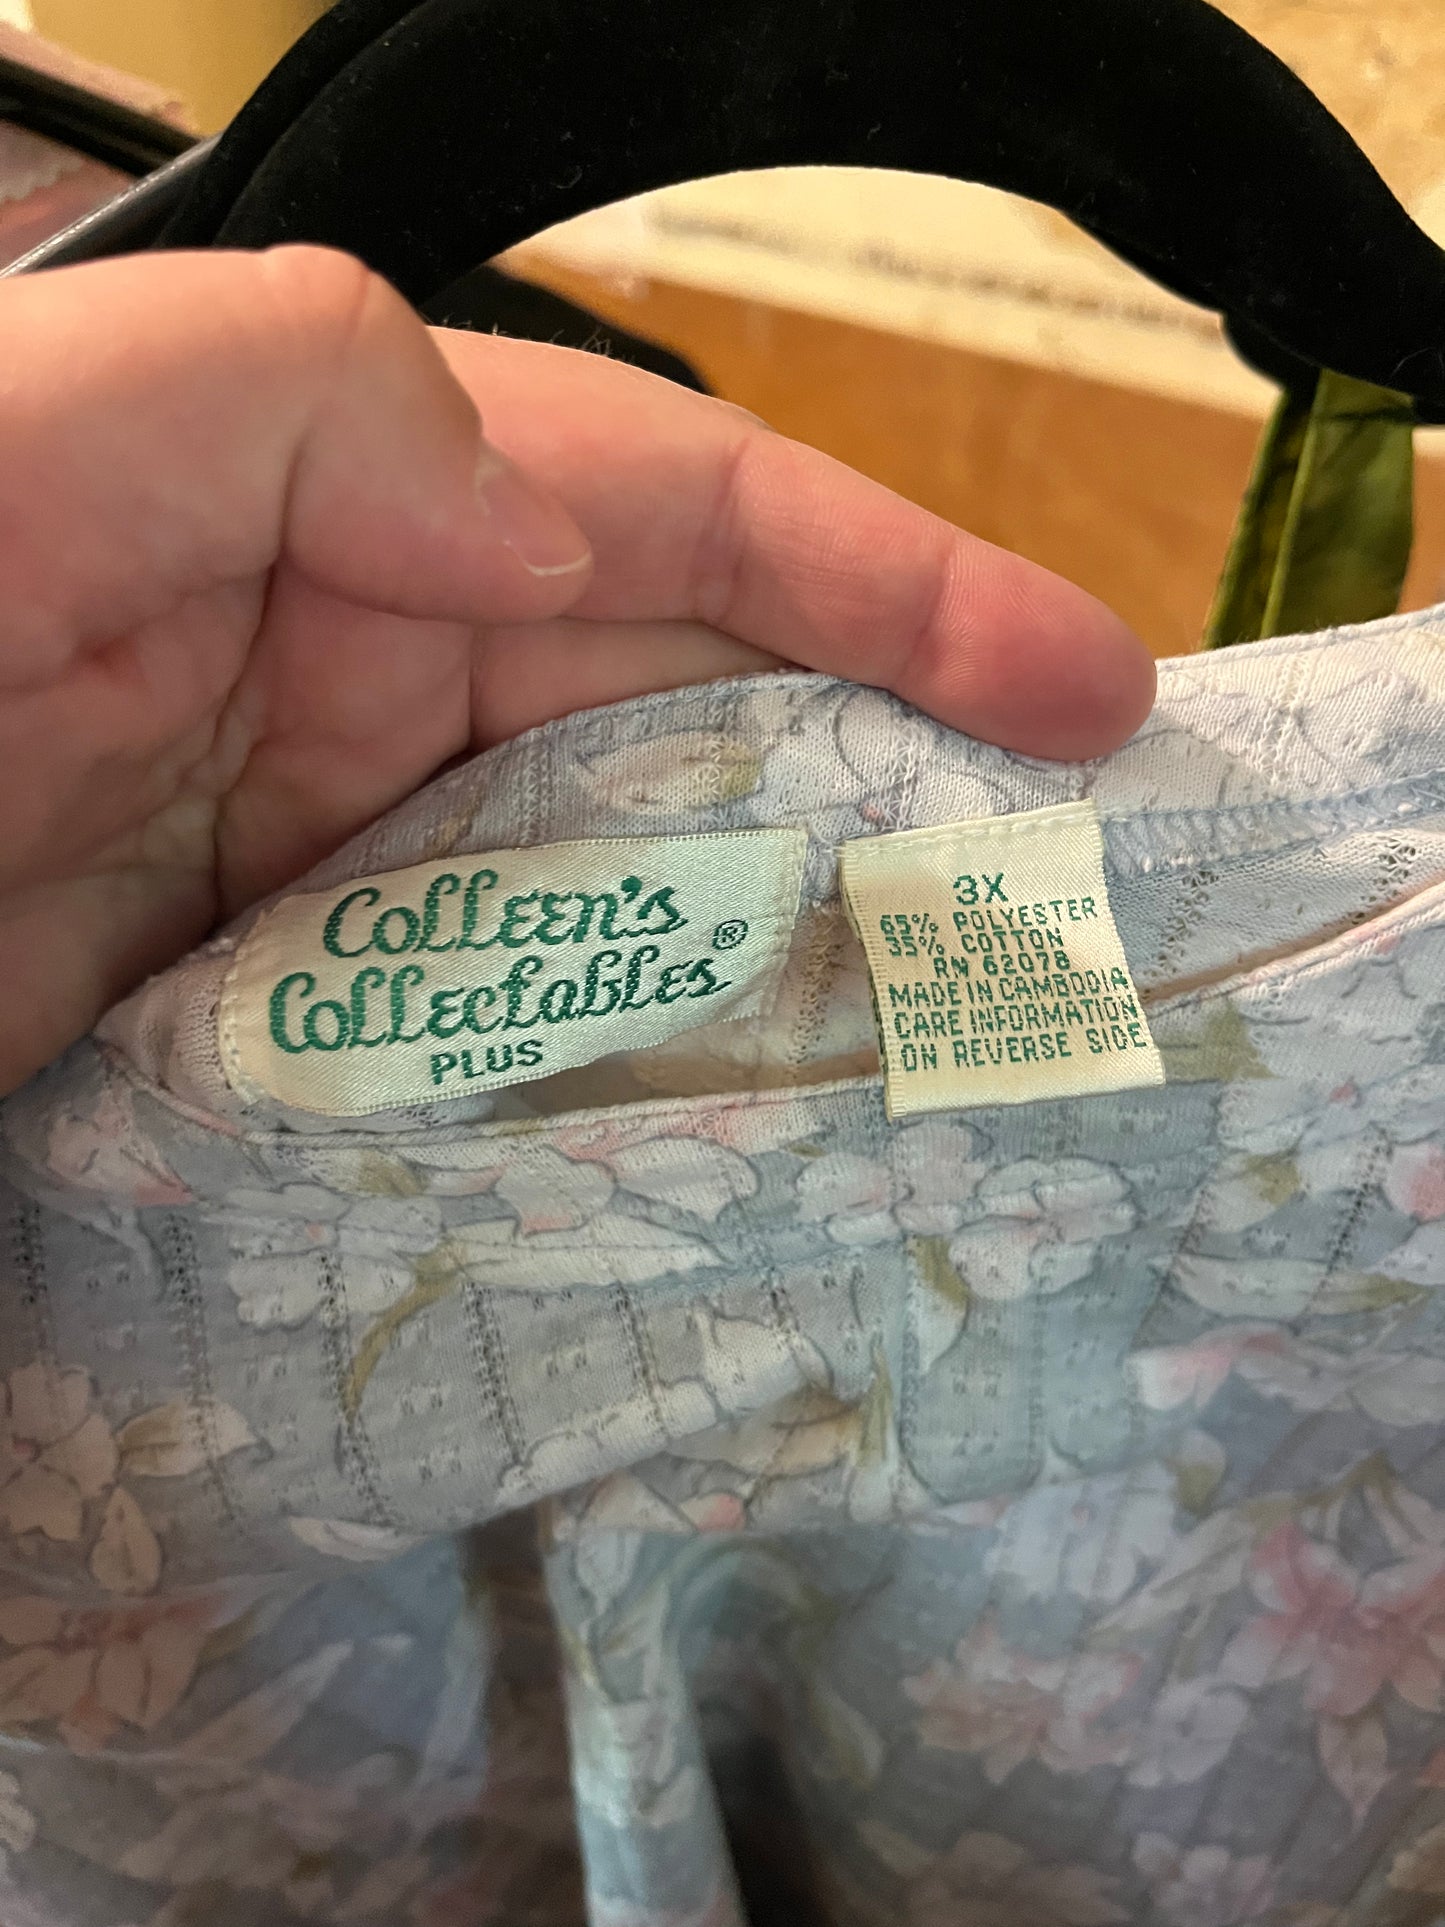 Colleen's
Collectables®
PLUS
3X
65% POLYESTER
35% COTTON
RN 62078
MADE IN CAMBODIA
CARE INFORMATION
ON REVERSE SIDE